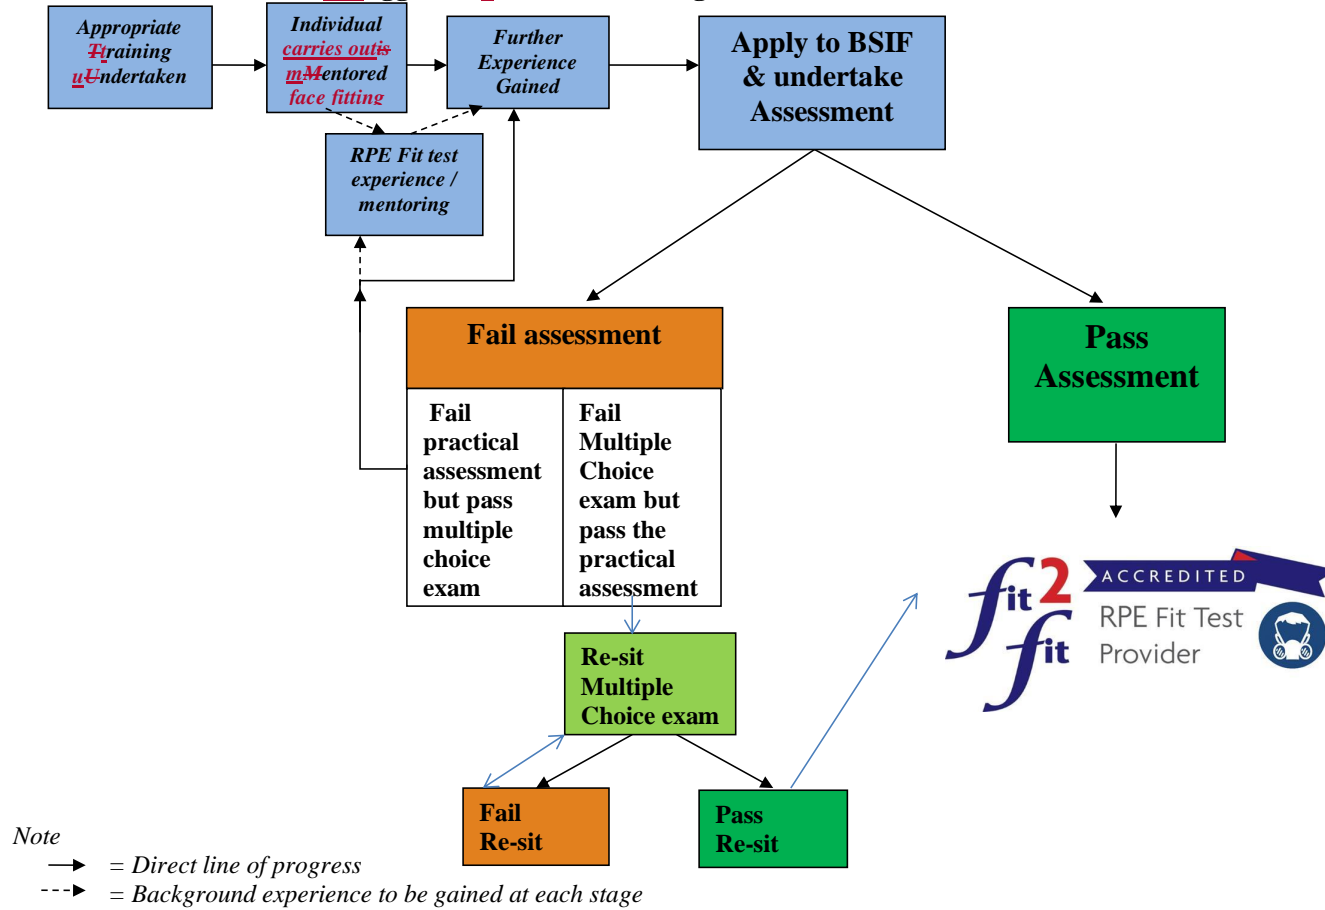 Appropriate
Ttraining
uUndertaken
Individual
carries outis
mMentored
face fitting
Further
Experience
Gained
Apply to BSIF
& undertake
Assessment
RPE Fit test
experience /
mentoring
Fail assessment
Fail
practical
assessment
but pass
multiple
choice
exam
Fail
Multiple
Choice
exam but
pass the
practical
assessment
Pass
Assessment
fit 2
fit
ACCREDITED
RPE Fit Test
Provider
Re-sit
Multiple
Choice exam
Fail
Re-sit
Pass
Re-sit
Note
= Direct line of progress
= Background experience to be gained at each stage